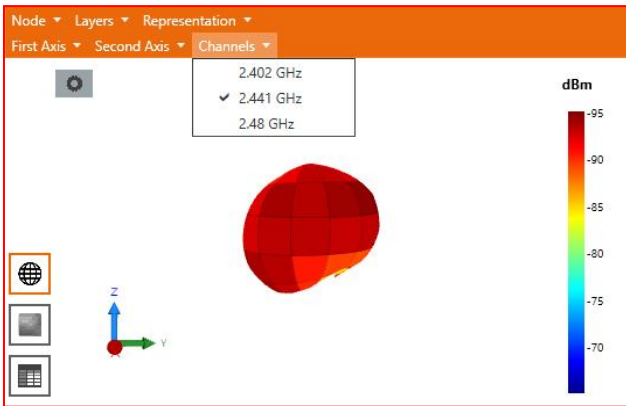 Node Layers Representation
First Axis Second Axis Channels
2.402 GHz
2.441 GHz
2.48 GHz
dBm
-95
-90
-85
-80
-75
-70
Z
Y